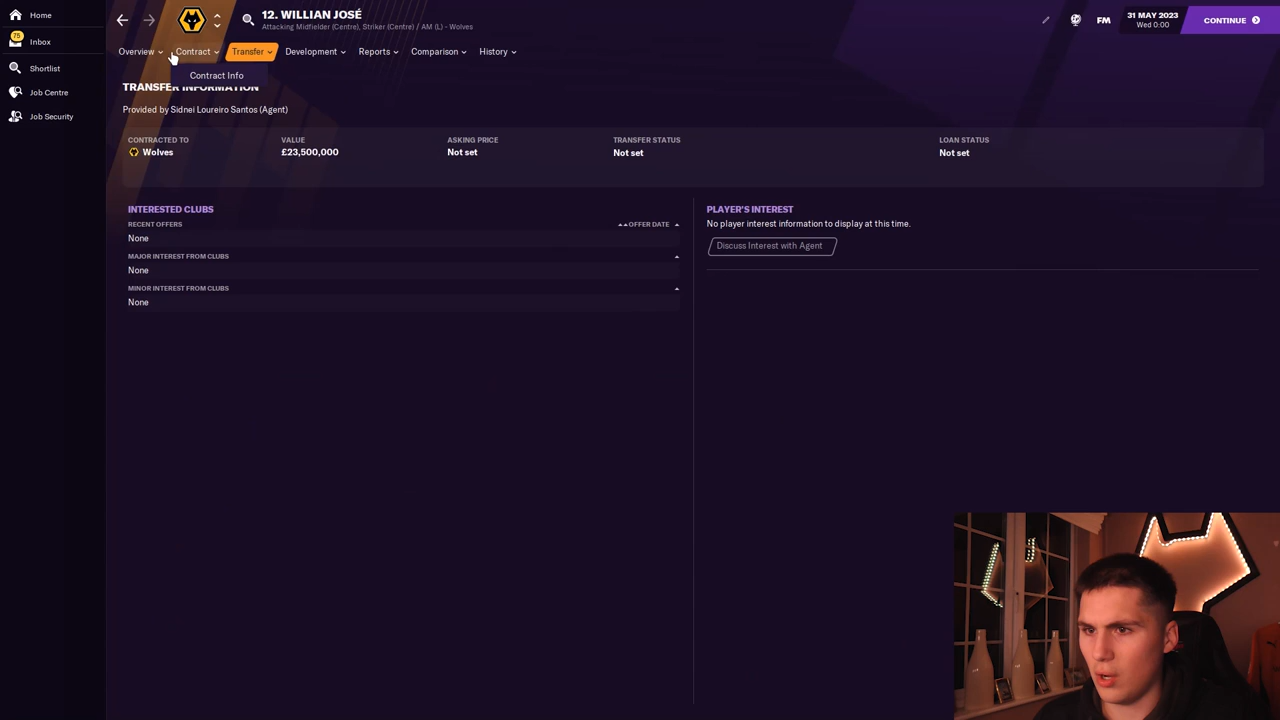 Home
75
Inbox
Shortlist
Job Centre
Job Security
12. WILLIAN JOSÉ
Attacking Midfielder (Centre), Striker (Centre) / AM (L) - Wolves
FM
31 MAY 2023
Wed 0:00
CONTINUE
Overview
Contract
Transfer
Development
Reports
Comparison
History
Contract Info
TRANSFER INFORMATION
Provided by Sidnei Loureiro Santos (Agent)
CONTRACTED TO
Wolves
VALUE
£23,500,000
ASKING PRICE
Not set
TRANSFER STATUS
Not set
LOAN STATUS
Not set
INTERESTED CLUBS
RECENT OFFERS
OFFER DATE
None
MAJOR INTEREST FROM CLUBS
None
MINOR INTEREST FROM CLUBS
None
PLAYER'S INTEREST
No player interest information to display at this time.
Discuss Interest with Agent